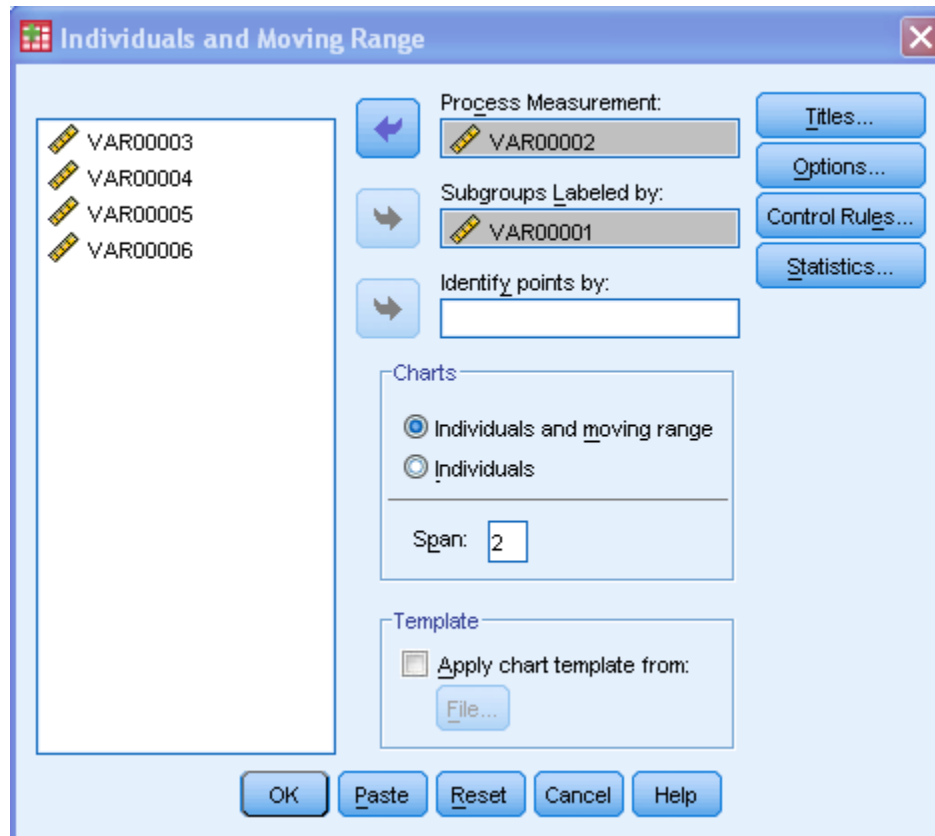 Individuals and Moving Range
VAR00003
VAR00004
VAR00005
VAR00006
Process Measurement:
VAR00002
Subgroups Labeled by:
VAR00001
Identify points by:
Charts
Individuals and moving range
Individuals
Span: 2
Template
Apply chart template from:
File...
Titles...
Options...
Control Rules...
Statistics...
OK Paste Reset Cancel Help